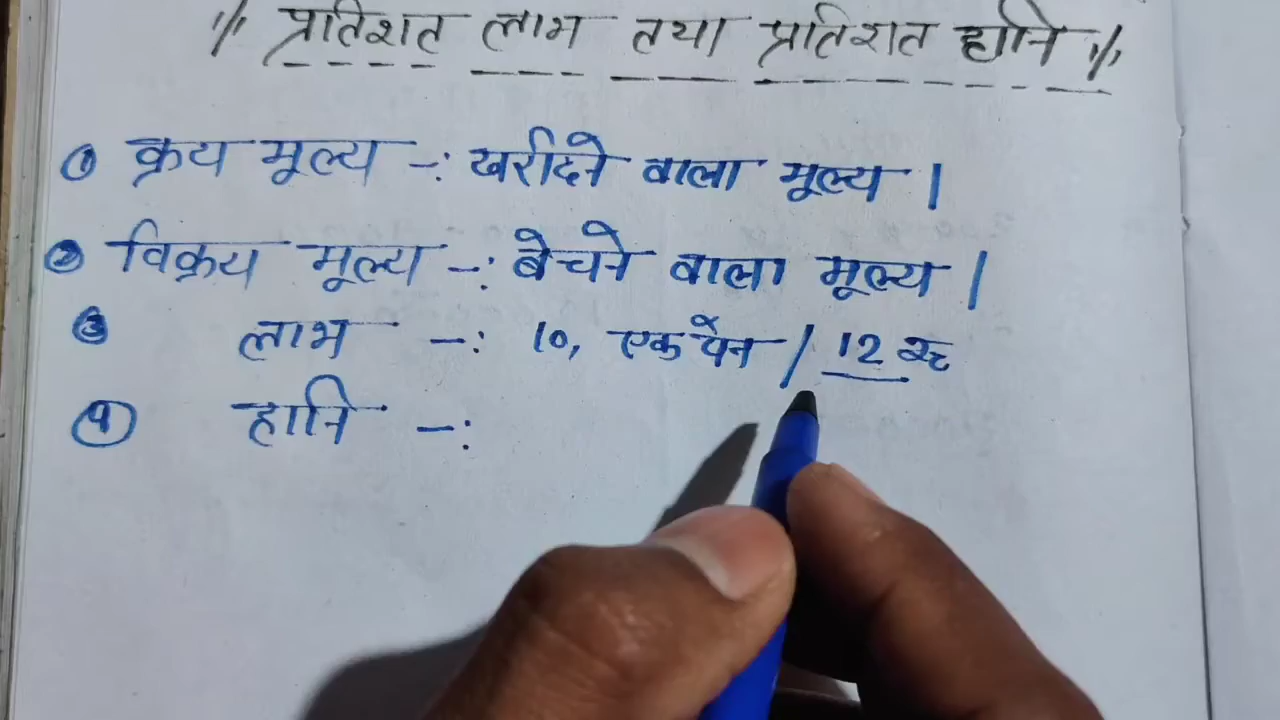 // प्रतिशत लाभ तथा प्रतिशत हानि //
① क्रय मूल्य -: खरीदने वाला मूल्य ।
② विक्रय मूल्य -: बेचने वाला मूल्य ।
③ लाभ -: 10, एक पेन / 12 रू
④ हानि -: